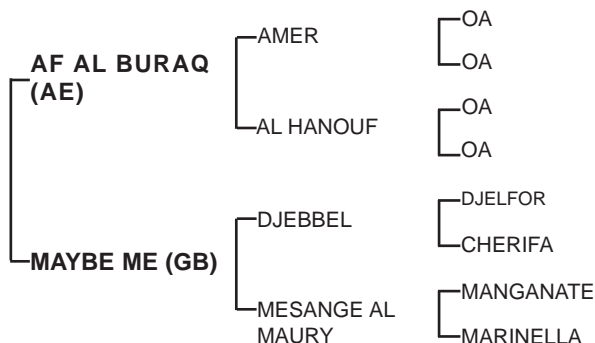 AF AL BURAQ
(AE)
AMER
OA
OA
AL HANOUF
OA
OA
MAYBE ME (GB)
DJEBBEL
DJELFOR
CHERIFA
MESANGE AL
MAURY
MANGANATE
MARINELLA